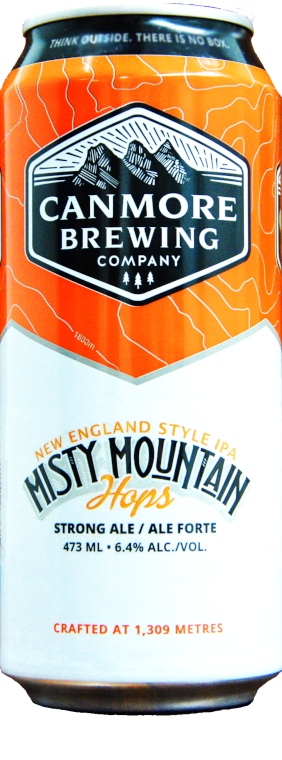 THINK OUTSIDE. THERE IS NO BOX.
CANMORE
BREWING
COMPANY
1600m
NEW ENGLAND STYLE IPA
MISTY MOUNTAIN
Hops
STRONG ALE / ALE FORTE
473 ML • 6.4% ALC./VOL.
CRAFTED AT 1,309 METRES